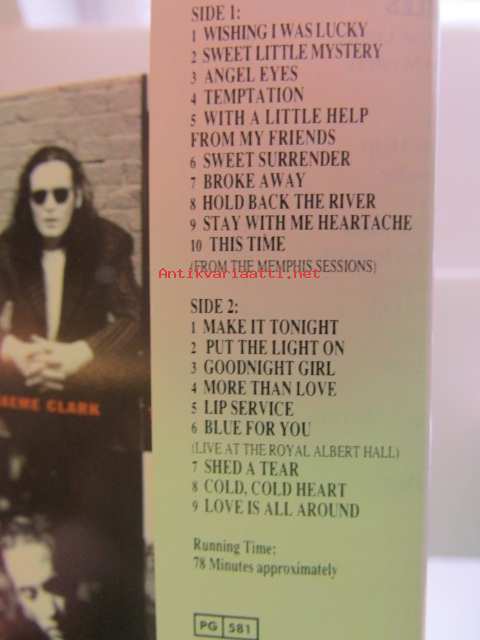 SIDE 1:
1 WISHING I WAS LUCKY
2 SWEET LITTLE MYSTERY
3 ANGEL EYES
4 TEMPTATION
5 WITH A LITTLE HELP
FROM MY FRIENDS
6 SWEET SURRENDER
7 BROKE AWAY
8 HOLD BACK THE RIVER
9 STAY WITH ME HEARTACHE
10 THIS TIME
(FROM THE MEMPHIS SESSIONS)
Antikvariaatti.net
SIDE 2:
1 MAKE IT TONIGHT
2 PUT THE LIGHT ON
3 GOODNIGHT GIRL
4 MORE THAN LOVE
5 LIP SERVICE
6 BLUE FOR YOU
(LIVE AT THE ROYAL ALBERT HALL)
7 SHED A TEAR
8 COLD, COLD HEART
9 LOVE IS ALL AROUND
Running Time:
78 Minutes approximately
PG 581
CLARK